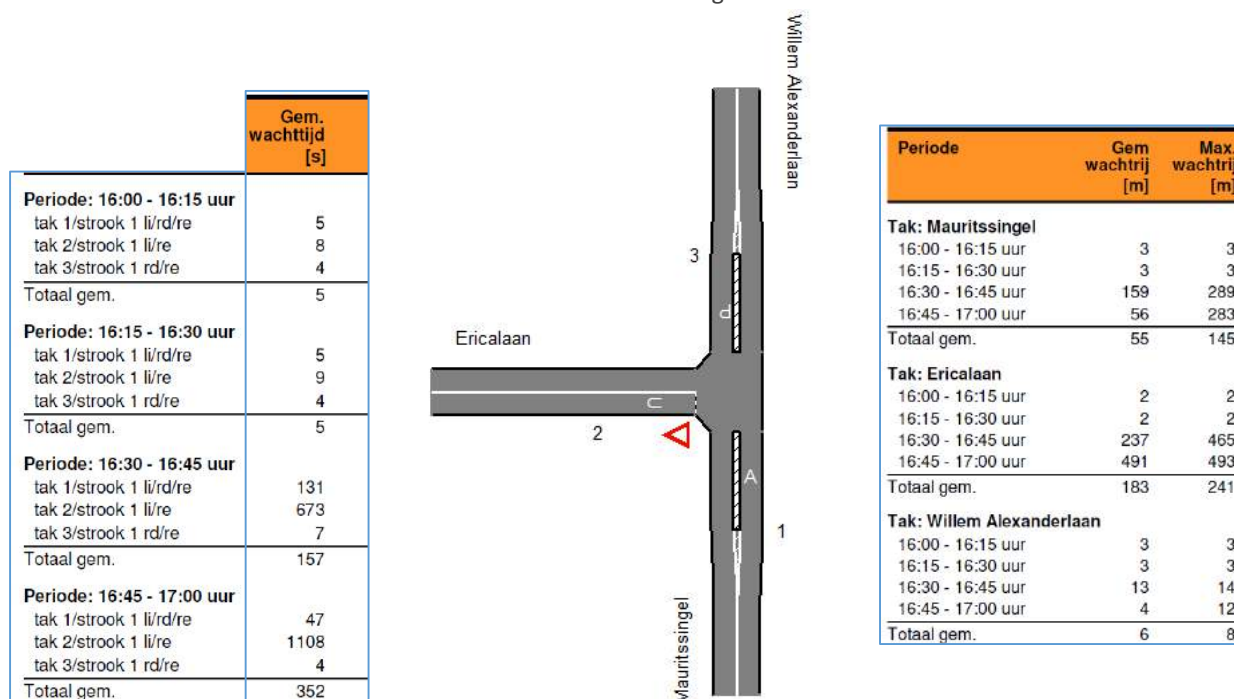 Gem.
wachttijd
[s]
Periode: 16:00 - 16:15 uur
tak 1/strook 1 li/rd/re 5
tak 2/strook 1 li/re 8
tak 3/strook 1 rd/re 4
Totaal gem. 5
Periode: 16:15 - 16:30 uur
tak 1/strook 1 li/rd/re 5
tak 2/strook 1 li/re 9
tak 3/strook 1 rd/re 4
Totaal gem. 5
Periode: 16:30 - 16:45 uur
tak 1/strook 1 li/rd/re 131
tak 2/strook 1 li/re 673
tak 3/strook 1 rd/re 7
Totaal gem. 157
Periode: 16:45 - 17:00 uur
tak 1/strook 1 li/rd/re 47
tak 2/strook 1 li/re 1108
tak 3/strook 1 rd/re 4
Totaal gem. 352
Willem Alexanderlaan
3
Ericalaan
2
A
1
Mauritssingel
Periode Gem Max.
wachtrij wachtrij
[m] [m]
Tak: Mauritssingel
16:00 - 16:15 uur 3 3
16:15 - 16:30 uur 3 3
16:30 - 16:45 uur 159 289
16:45 - 17:00 uur 56 283
Totaal gem. 55 145
Tak: Ericalaan
16:00 - 16:15 uur 2 2
16:15 - 16:30 uur 2 2
16:30 - 16:45 uur 237 465
16:45 - 17:00 uur 491 493
Totaal gem. 183 241
Tak: Willem Alexanderlaan
16:00 - 16:15 uur 3 3
16:15 - 16:30 uur 3 3
16:30 - 16:45 uur 13 14
16:45 - 17:00 uur 4 12
Totaal gem. 6 8